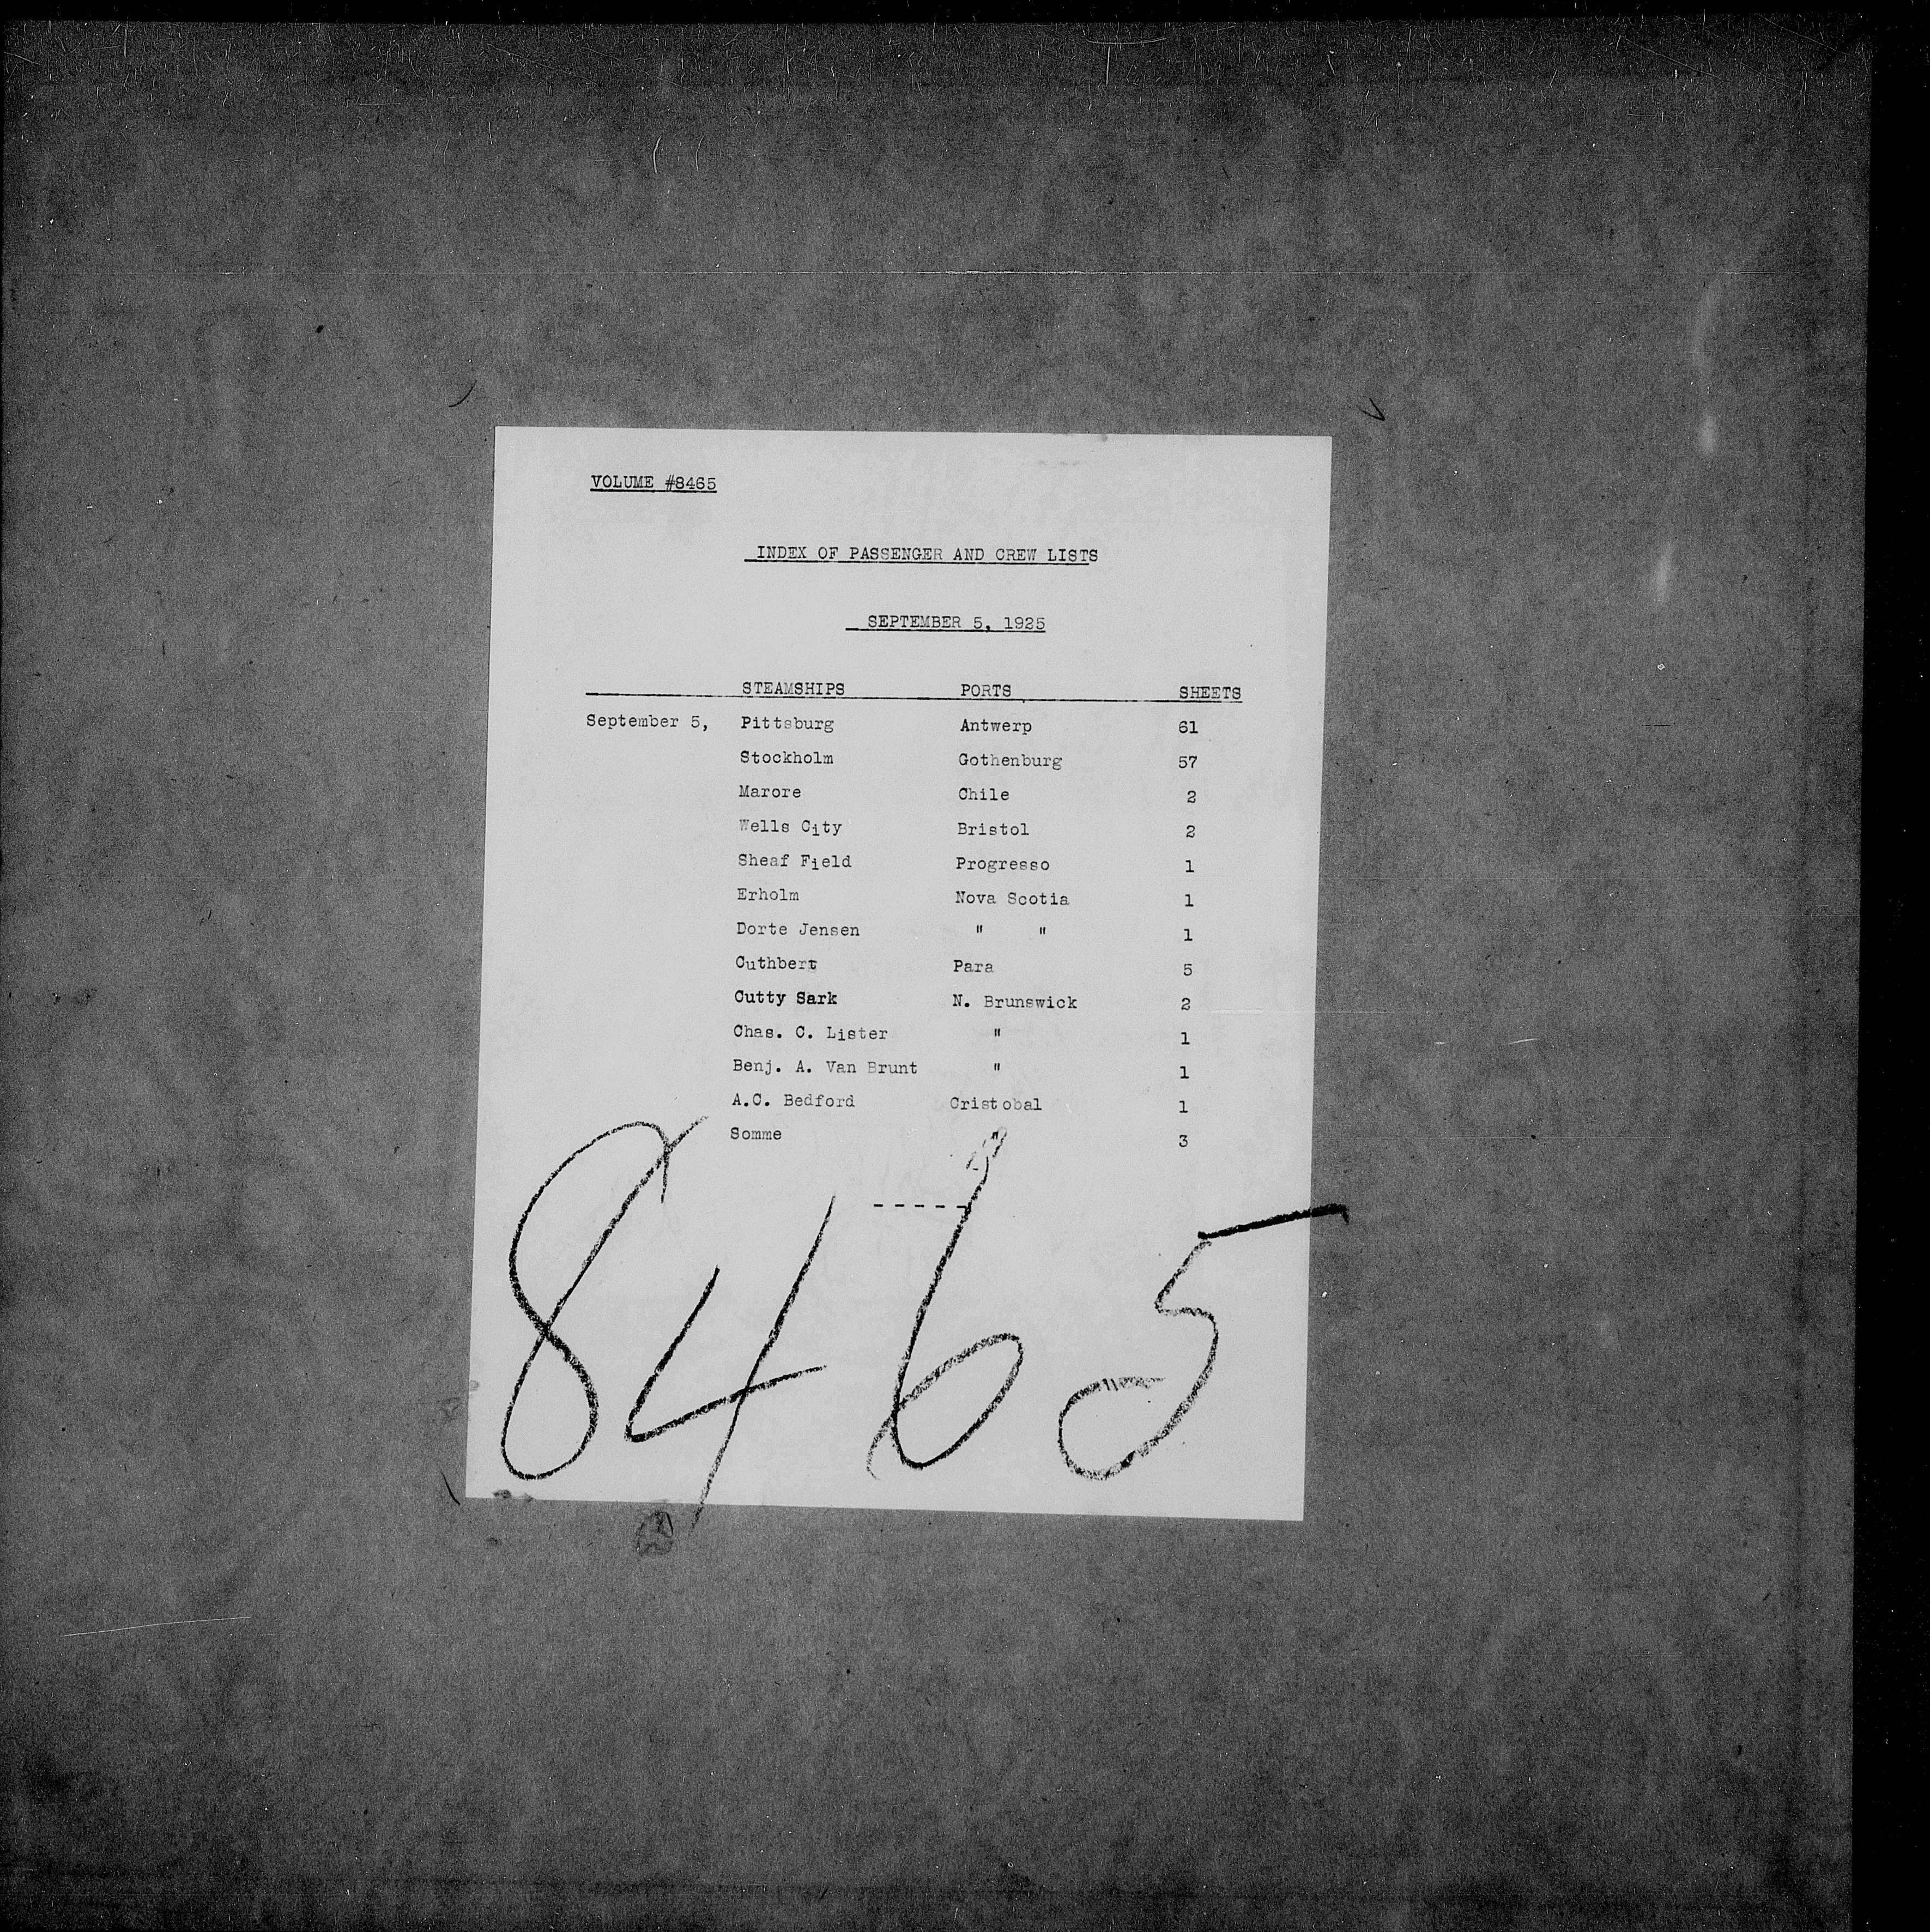 VOLUME #8465
INDEX OF PASSENGER AND CREW LISTS
SEPTEMBER 5, 1925
STEAMSHIPS PORTS SHEETS
September 5, Pittsburg Antwerp 61
Stockholm Gothenburg 57
Marore Chile 2
Wells City Bristol 2
Sheaf Field Progresso 1
Erholm Nova Scotia 1
Dorte Jensen " " 1
Cuthbert Para 5
Cutty Sark N. Brunswick 2
Chas. C. Lister " 1
Benj. A. Van Brunt " 1
A.C. Bedford Cristobal 1
Somme " 3
------
8465